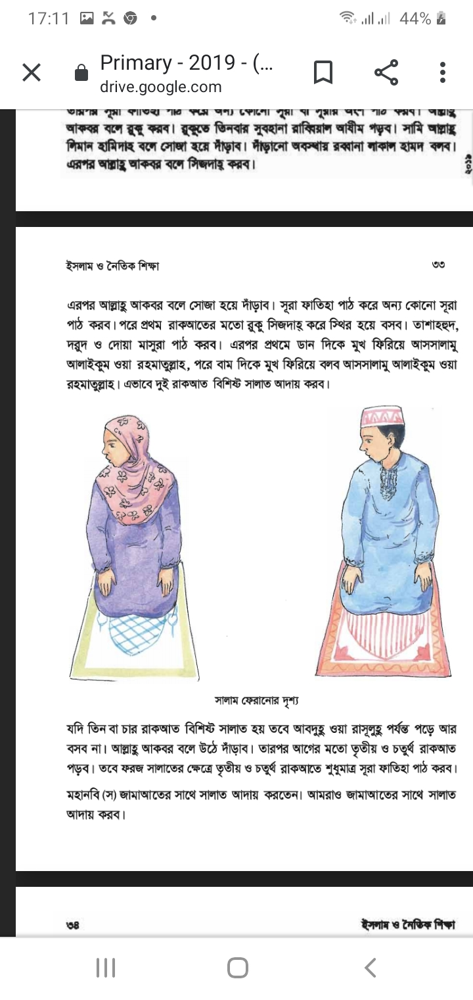 17:11
44%
Primary - 2019 - (...
drive.google.com
তারপর সূরা ফাতিহা পাঠ করে অন্য কোনো সূরা বা সূরার অংশ পাঠ করব। আল্লাহু
আকবর বলে রুকু করব। রুকুতে তিনবার সুবহানা রাব্বিয়াল আযীম পড়ব। সামি আল্লাহু
লিমান হামিদাহ বলে সোজা হয়ে দাঁড়াব। দাঁড়ানো অবস্থায় রব্বানা লাকাল হামদ বলব।
এরপর আল্লাহু আকবর বলে সিজদাহ্ করব।
ইসলাম ও নৈতিক শিক্ষা
৩৩
এরপর আল্লাহু আকবর বলে সোজা হয়ে দাঁড়াব। সূরা ফাতিহা পাঠ করে অন্য কোনো সূরা
পাঠ করব। পরে প্রথম রাকআতের মতো রুকু সিজদাহ্ করে স্থির হয়ে বসব। তাশাহহুদ,
দরুদ ও দোয়া মাসুরা পাঠ করব। এরপর প্রথমে ডান দিকে মুখ ফিরিয়ে আসসালামু
আলাইকুম ওয়া রহমাতুল্লাহ, পরে বাম দিকে মুখ ফিরিয়ে বলব আসসালামু আলাইকুম ওয়া
রহমাতুল্লাহ। এভাবে দুই রাকআত বিশিষ্ট সালাত আদায় করব।
সালাম ফেরানোর দৃশ্য
যদি তিন বা চার রাকআত বিশিষ্ট সালাত হয় তবে আবদুহু ওয়া রাসূলুহু পর্যন্ত পড়ে আর
বসব না। আল্লাহু আকবর বলে উঠে দাঁড়াব। তারপর আগের মতো তৃতীয় ও চতুর্থ রাকআত
পড়ব। তবে ফরজ সালাতের ক্ষেত্রে তৃতীয় ও চতুর্থ রাকআতে শুধুমাত্র সূরা ফাতিহা পাঠ করব।
মহানবি (স) জামাআতের সাথে সালাত আদায় করতেন। আমরাও জামাআতের সাথে সালাত
আদায় করব।
৩৪
ইসলাম ও নৈতিক শিক্ষা